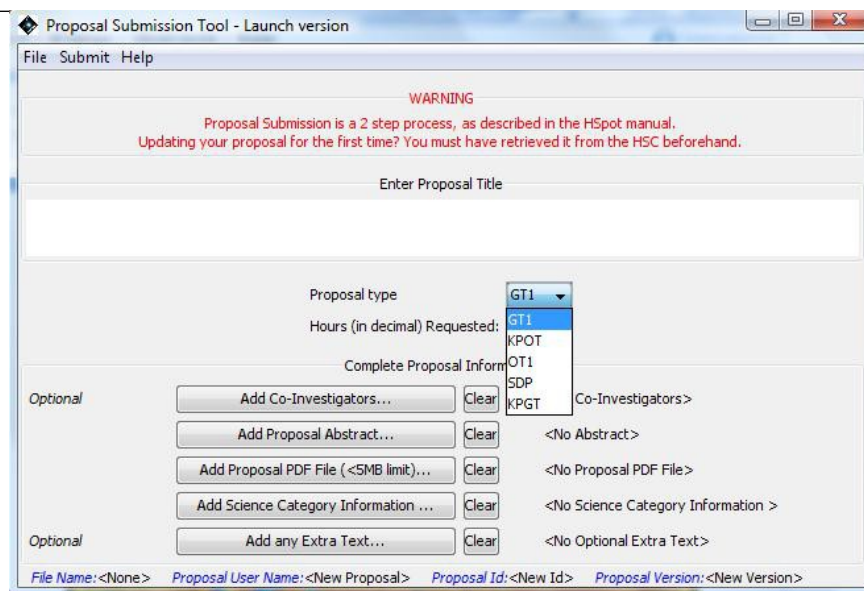 Proposal Submission Tool - Launch version
File Submit Help
WARNING
Proposal Submission is a 2 step process, as described in the HSpot manual.
Updating your proposal for the first time? You must have retrieved it from the HSC beforehand.
Enter Proposal Title
Proposal type GT1
GT1
Hours (in decimal) Requested:
KPOT
Complete Proposal Inform
OT1
SDP
Optional Add Co-Investigators... Clear Co-Investigators>
KPGT
Add Proposal Abstract... Clear <No Abstract>
Add Proposal PDF File (<5MB limit)... Clear <No Proposal PDF File>
Add Science Category Information ... Clear <No Science Category Information >
Optional Add any Extra Text... Clear <No Optional Extra Text>
File Name:<None> Proposal User Name:<New Proposal> Proposal Id:<New Id> Proposal Version:<New Version>